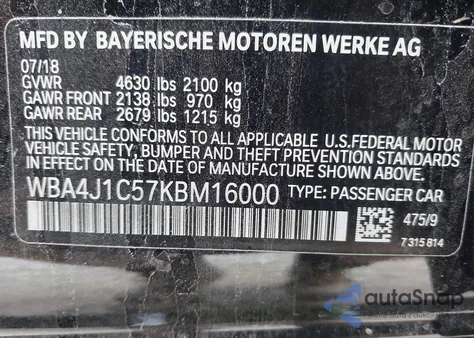 MFD BY BAYERISCHE MOTOREN WERKE AG
07/18
GVWR 4630 lbs 2100 kg
GAWR FRONT 2138 lbs 970 kg
GAWR REAR 2679 lbs 1215 kg
THIS VEHICLE CONFORMS TO ALL APPLICABLE U.S.FEDERAL MOTOR
VEHICLE SAFETY, BUMPER AND THEFT PREVENTION STANDARDS
IN EFFECT ON THE DATE OF MANUFACTURE SHOWN ABOVE.
WBA4J1C57KBM16000 TYPE: PASSENGER CAR
475/9
7 315 814
autoSnap